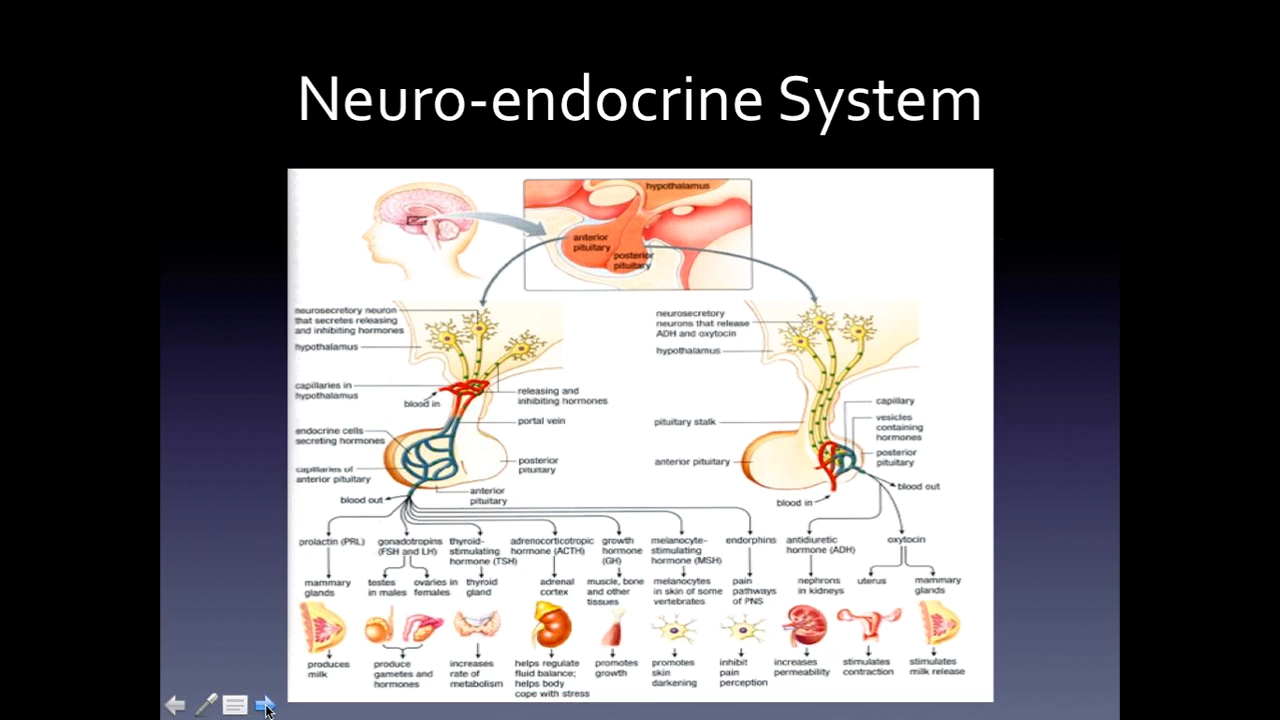 Neuro-endocrine System
hypothalamus
anterior
pituitary
posterior
pituitary
neurosecretory neuron
that secretes releasing
and inhibiting hormones
hypothalamus
capillaries in
hypothalamus
blood in
releasing and
inhibiting hormones
portal vein
endocrine cells
secreting hormones
capillaries of
anterior pituitary
posterior
pituitary
anterior
pituitary
blood out
neurosecretory
neurons that release
ADH and oxytocin
hypothalamus
pituitary stalk
anterior pituitary
capillary
vesicles
containing
hormones
posterior
pituitary
blood in
blood out
prolactin (PRL)
gonadotropins
(FSH and LH)
thyroid-
stimulating
hormone (TSH)
adrenocorticotropic
hormone (ACTH)
growth
hormone
(GH)
melanocyte-
stimulating
hormone (MSH)
endorphins
antidiuretic
hormone (ADH)
oxytocin
mammary
glands
testes
in males
ovaries in
females
thyroid
gland
adrenal
cortex
muscle, bone
and other
tissues
melanocytes
in skin of some
vertebrates
pain
pathways
of PNS
nephrons
in kidneys
uterus
mammary
glands
produces
milk
produce
gametes and
hormones
increases
rate of
metabolism
helps regulate
fluid balance;
helps body
cope with stress
promotes
growth
promotes
skin
darkening
inhibit
pain
perception
increases
permeability
stimulates
contraction
stimulates
milk release